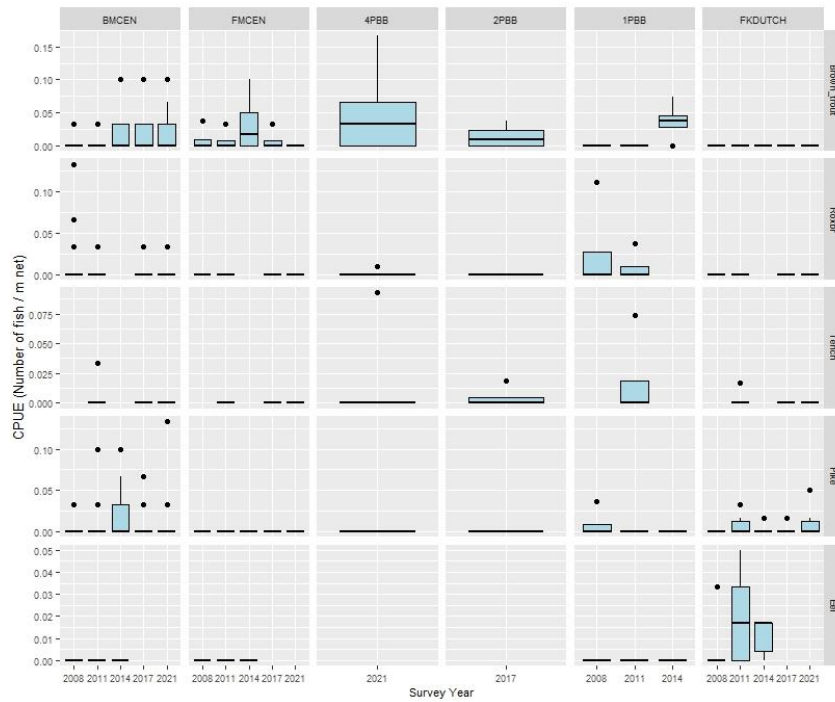 BMCEN FMCEN 4PBB 2PBB 1PBB FKDUTCH
CPUE (Number of fish / m net)
0.15
0.10
0.05
0.00
Brown_trout
0.10
0.05
0.00
RoxBr
0.075
0.050
0.025
0.000
Tench
0.10
0.05
0.00
Pike
0.05
0.04
0.03
0.02
0.01
0.00
Eel
2008 2011 2014 2017 2021 2008 2011 2014 2017 2021 2021 2017 2008 2011 2014 2008 2011 2014 2017 2021
Survey Year